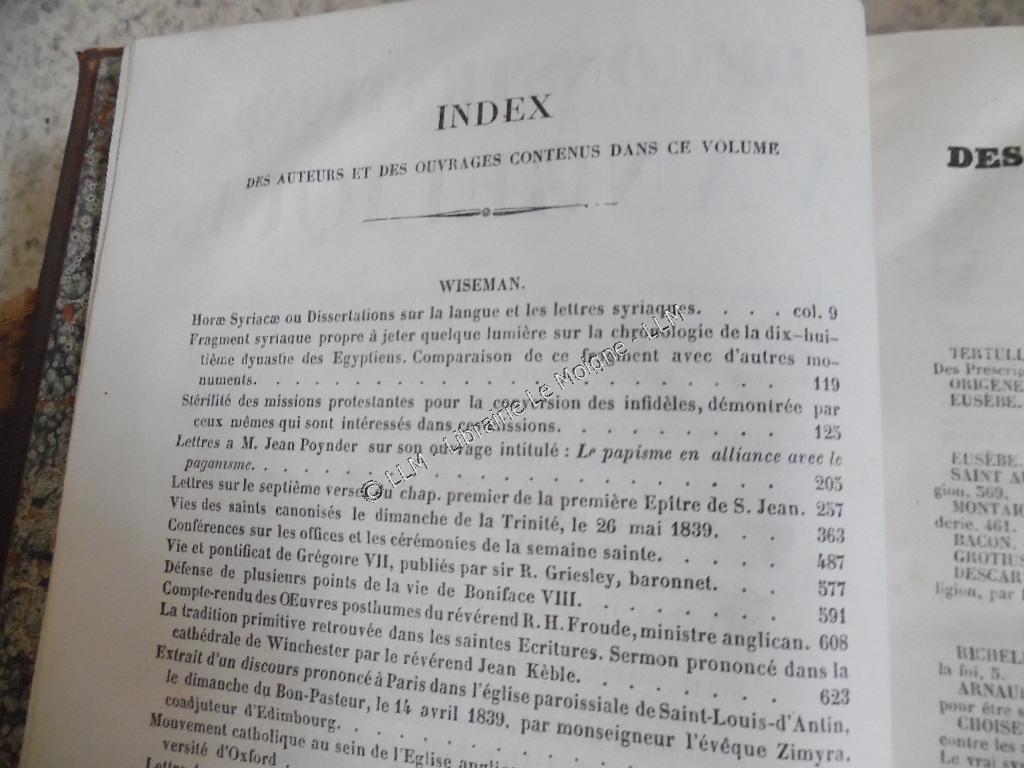 INDEX
DES AUTEURS ET DES OUVRAGES CONTENUS DANS CE VOLUME
WISEMAN.
Horæ Syriacæ ou Dissertations sur la langue et les lettres syriaques. . . . . col. 9
Fragment syriaque propre à jeter quelque lumière sur la chronologie de la dix-hui-
tième dynastie des Egyptiens. Comparaison de ce fragment avec d'autres mo-
numents. . . . . . . . . . . . . . . . . . 119
Stérilité des missions protestantes pour la conversion des infidèles, démontrée par
ceux mêmes qui sont intéressés dans ces missions. . . . . . . . 125
Lettres a M. Jean Poynder sur son ouvrage intitulé : Le papisme en alliance avec le
paganisme. . . . . . . . . . . . . . . . . . 205
Lettres sur le septième verset du chap. premier de la première Epître de S. Jean. 257
Vies des saints canonisés le dimanche de la Trinité, le 26 mai 1839. . . . 363
Conférences sur les offices et les cérémonies de la semaine sainte. . . . . 487
Vie et pontificat de Grégoire VII, publiés par sir R. Griesley, baronnet. . . . 577
Défense de plusieurs points de la vie de Boniface VIII. . . . . . . 591
Compte-rendu des OEuvres posthumes du révérend R. H. Froude, ministre anglican. 608
La tradition primitive retrouvée dans les saintes Ecritures. Sermon prononcé dans la
cathédrale de Winchester par le révérend Jean Kèble. . . . . . . 623
Extrait d'un discours prononcé à Paris dans l'église paroissiale de Saint-Louis-d'Antin,
le dimanche du Bon-Pasteur, le 14 avril 1839, par monseigneur l'évêque Zimyra,
coadjuteur d'Edimbourg. . . . . . . . . .
Mouvement catholique au sein de l'Eglise
versité d'Oxford
© LLM - Librairie Le Moigne - LLM
DES
TERTULL
Des Prescrip
ORIGENE
EUSÈBE.
EUSÈBE.
SAINT AU
gion. 369.
MONTAIG
derie. 461.
BACON.
GROTIUS
DESCAR
ligion, par
RICHEL
la foi, 5.
ARNAU
pour être
CHOISE
contre les
Le vrai sy